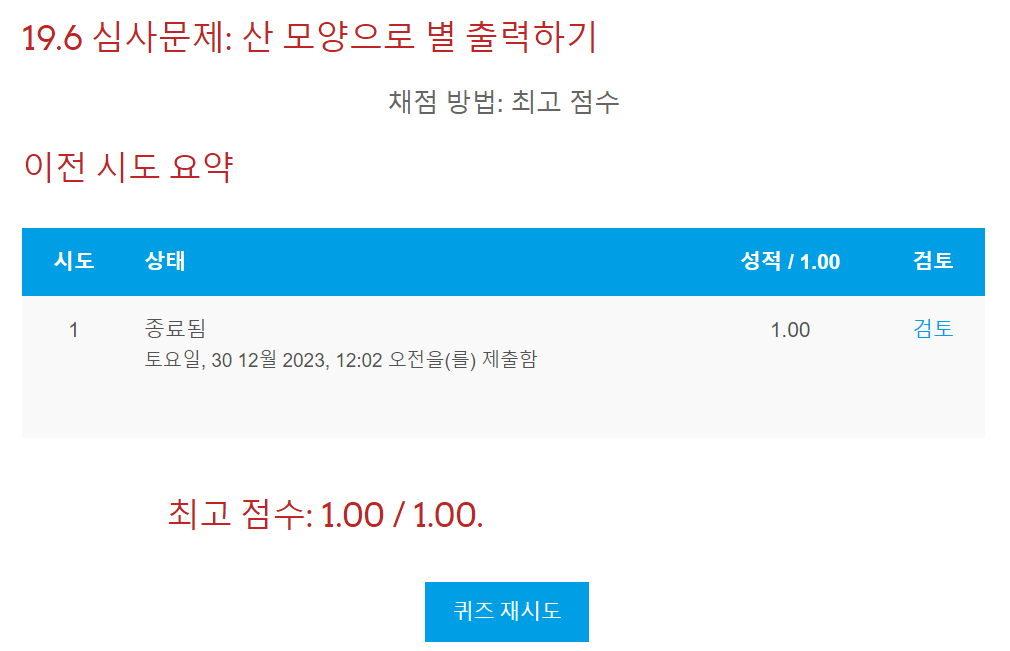 19.6 심사문제: 산 모양으로 별 출력하기
채점 방법: 최고 점수
이전 시도 요약
시도 상태 성적 / 1.00 검토
1 종료됨 1.00 검토
토요일, 30 12월 2023, 12:02 오전을(를) 제출함
최고 점수: 1.00 / 1.00.
퀴즈 재시도